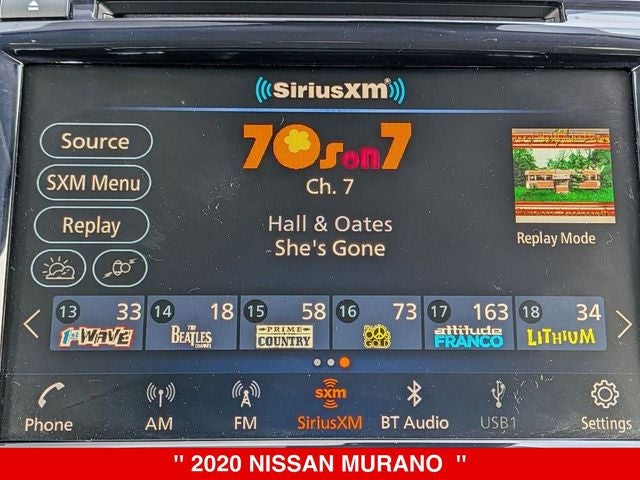 SiriusXM
Source
70s on 7
Ch. 7
SXM Menu
Replay
Hall & Oates
She's Gone
Replay Mode
13 33
1st WAVE
14 18
THE BEATLES CHANNEL
15 58
PRIME COUNTRY
16 73
17 163
attitude FRANCO
18 34
LITHIUM
Phone
AM
FM
sxm
SiriusXM
BT Audio
USB1
Settings
" 2020 NISSAN MURANO "